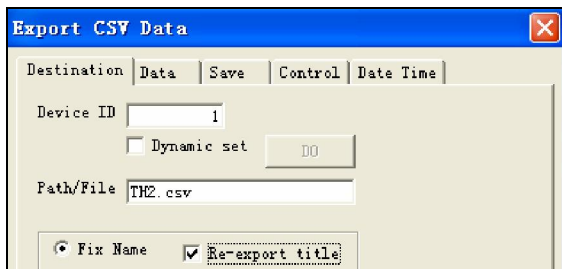 Export CSV Data
Destination Data Save Control Date Time
Device ID 1
Dynamic set DO
Path/File TH2.csv
Fix Name Re-export title